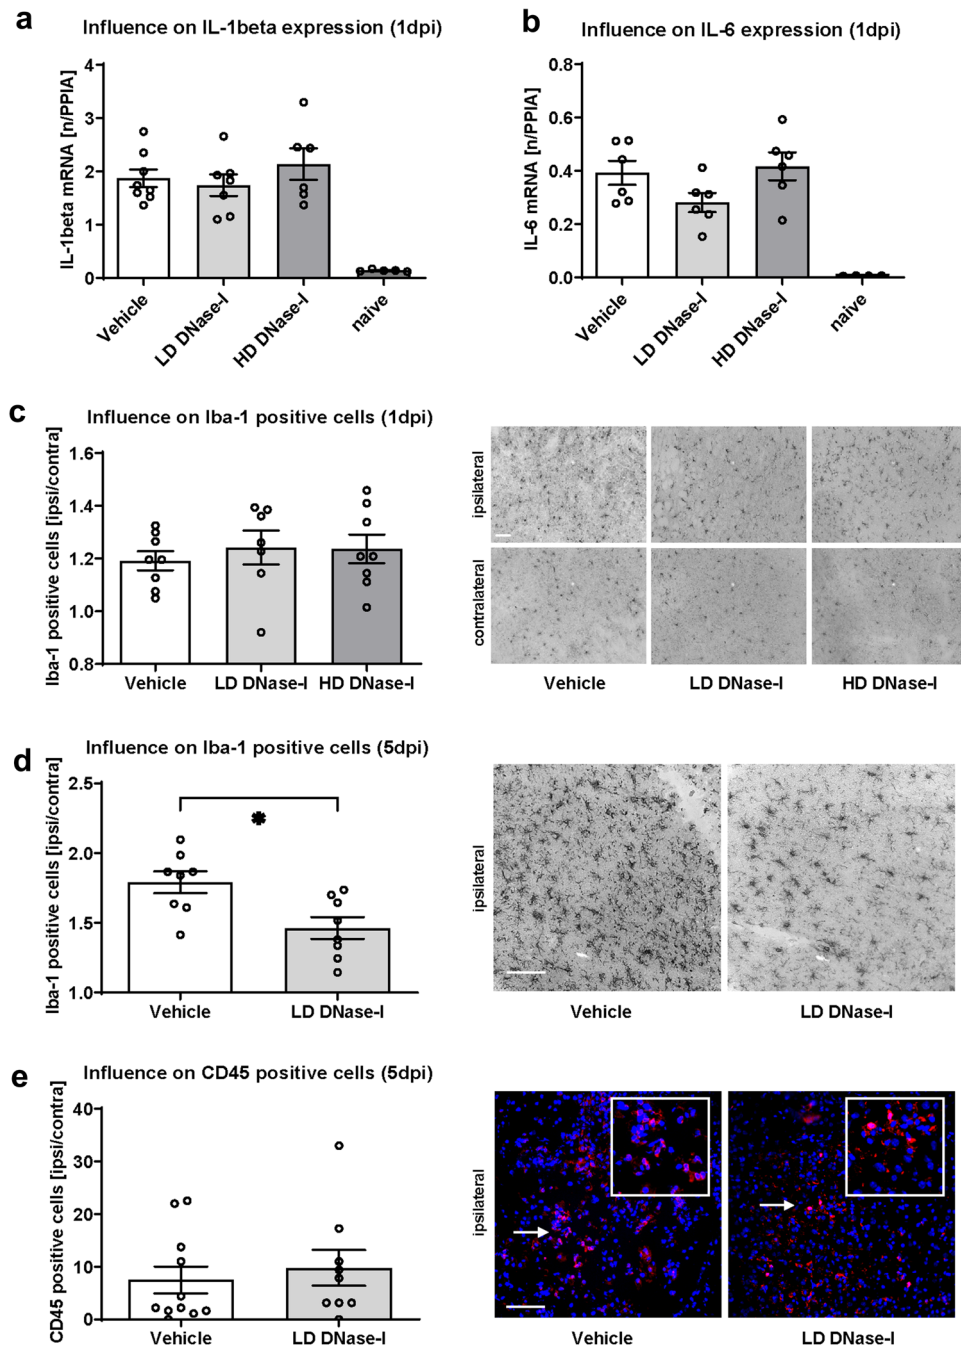 a
Influence on IL-1beta expression (1dpi)
IL-1beta mRNA [n/PPIA]
4
3
2
1
0
Vehicle
LD DNase-I
HD DNase-I
naive
b
Influence on IL-6 expression (1dpi)
IL-6 mRNA [n/PPIA]
0.8
0.6
0.4
0.2
0.0
Vehicle
LD DNase-I
HD DNase-I
naive
c
Influence on Iba-1 positive cells (1dpi)
Iba-1 positive cells [ipsi/contra]
1.6
1.4
1.2
1.0
0.8
Vehicle
LD DNase-I
HD DNase-I
ipsilateral
contralateral
Vehicle
LD DNase-I
HD DNase-I
d
Influence on Iba-1 positive cells (5dpi)
Iba-1 positive cells [ipsi/contra]
2.5
2.0
1.5
1.0
*
Vehicle
LD DNase-I
ipsilateral
Vehicle
LD DNase-I
e
Influence on CD45 positive cells (5dpi)
CD45 positive cells [ipsi/contra]
40
30
20
10
0
Vehicle
LD DNase-I
ipsilateral
Vehicle
LD DNase-I